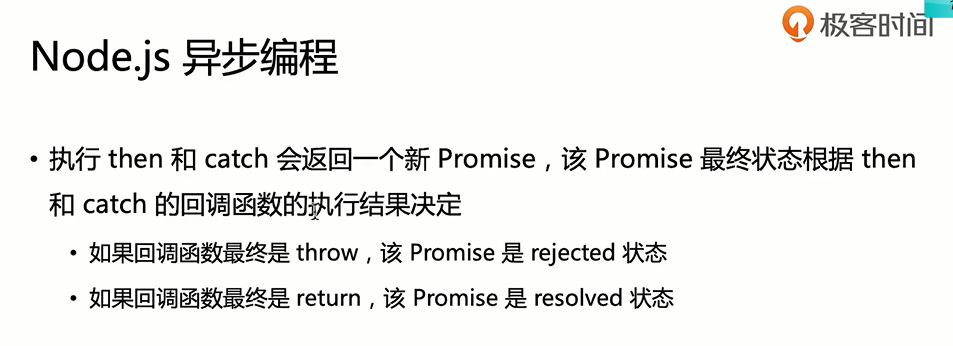 极客时间
Node.js 异步编程
• 执行 then 和 catch 会返回一个新 Promise，该 Promise 最终状态根据 then
和 catch 的回调函数的执行结果决定
• 如果回调函数最终是 throw，该 Promise 是 rejected 状态
• 如果回调函数最终是 return，该 Promise 是 resolved 状态